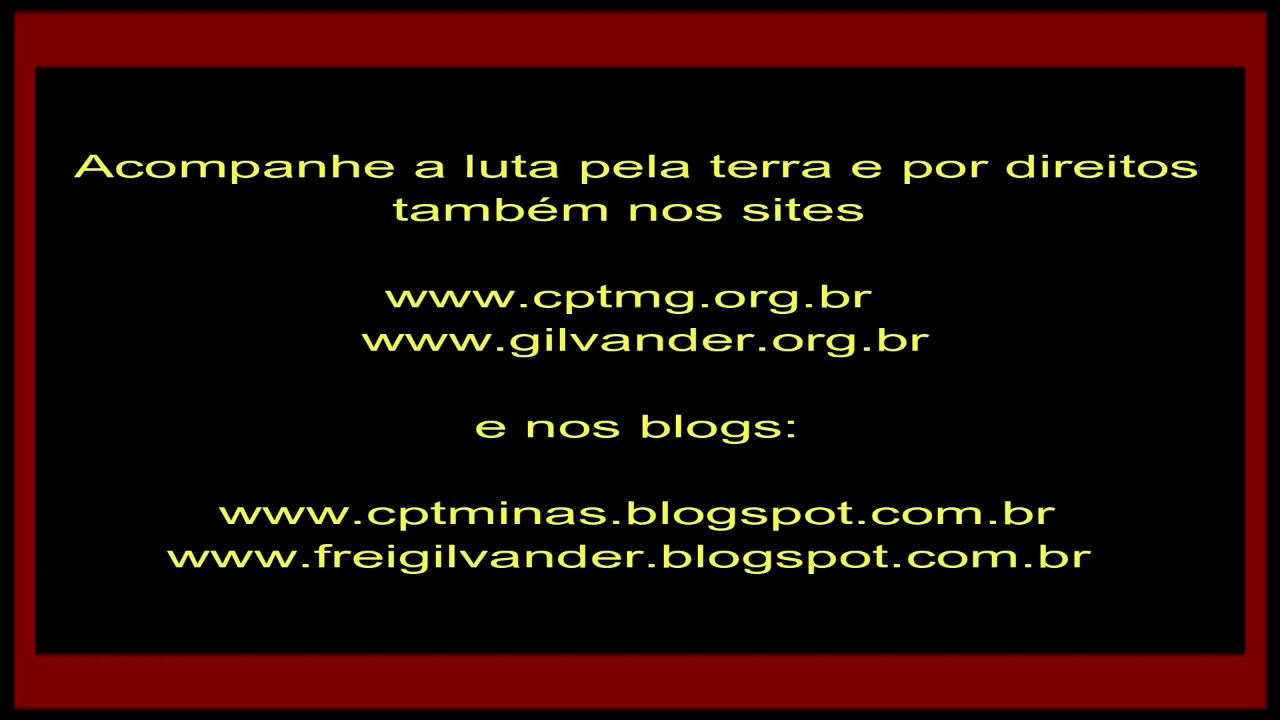 Acompanhe a luta pela terra e por direitos
também nos sites
www.cptmg.org.br
www.gilvander.org.br
e nos blogs:
www.cptminas.blogspot.com.br
www.freigilvander.blogspot.com.br